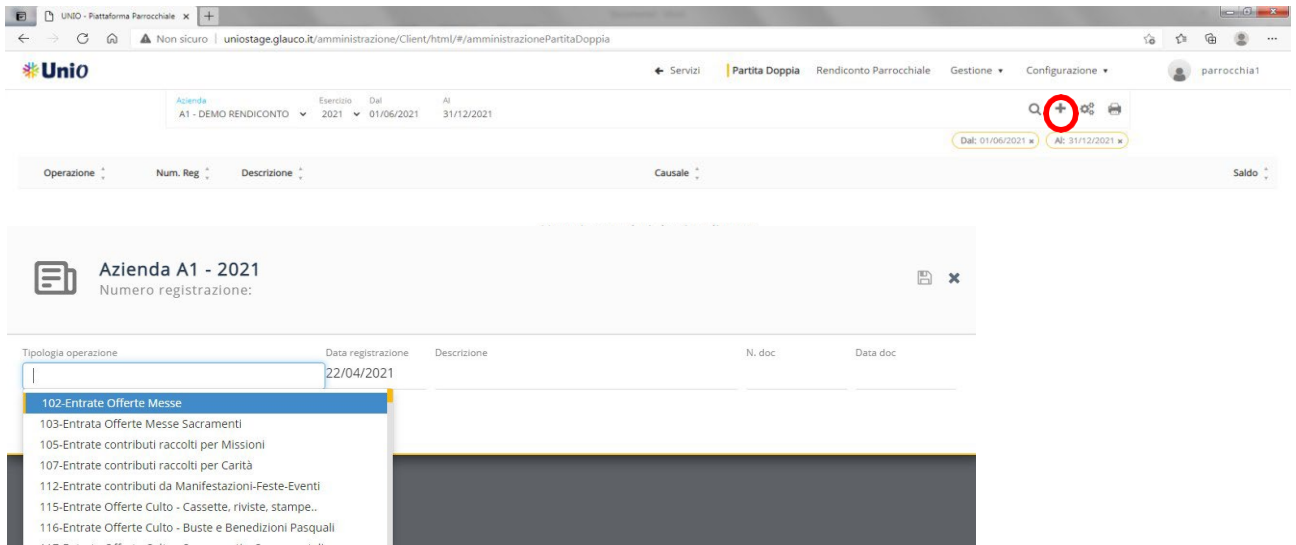 UNIO - Piattaforma Parrocchiale
Non sicuro | uniostage.glauco.it/amministrazione/Client/html/#/amministrazionePartitaDoppia
Unio
Servizi Partita Doppia Rendiconto Parrocchiale Gestione Configurazione parrocchia1
Azienda Esercizio Dal Al
A1 - DEMO RENDICONTO 2021 01/06/2021 31/12/2021
Dal: 01/06/2021 Al: 31/12/2021
Operazione Num. Reg Descrizione Causale Saldo
Azienda A1 - 2021
Numero registrazione:
Tipologia operazione Data registrazione Descrizione N. doc Data doc
22/04/2021
102-Entrate Offerte Messe
103-Entrata Offerte Messe Sacramenti
105-Entrate contributi raccolti per Missioni
107-Entrate contributi raccolti per Carità
112-Entrate contributi da Manifestazioni-Feste-Eventi
115-Entrate Offerte Culto - Cassette, riviste, stampe..
116-Entrate Offerte Culto - Buste e Benedizioni Pasquali